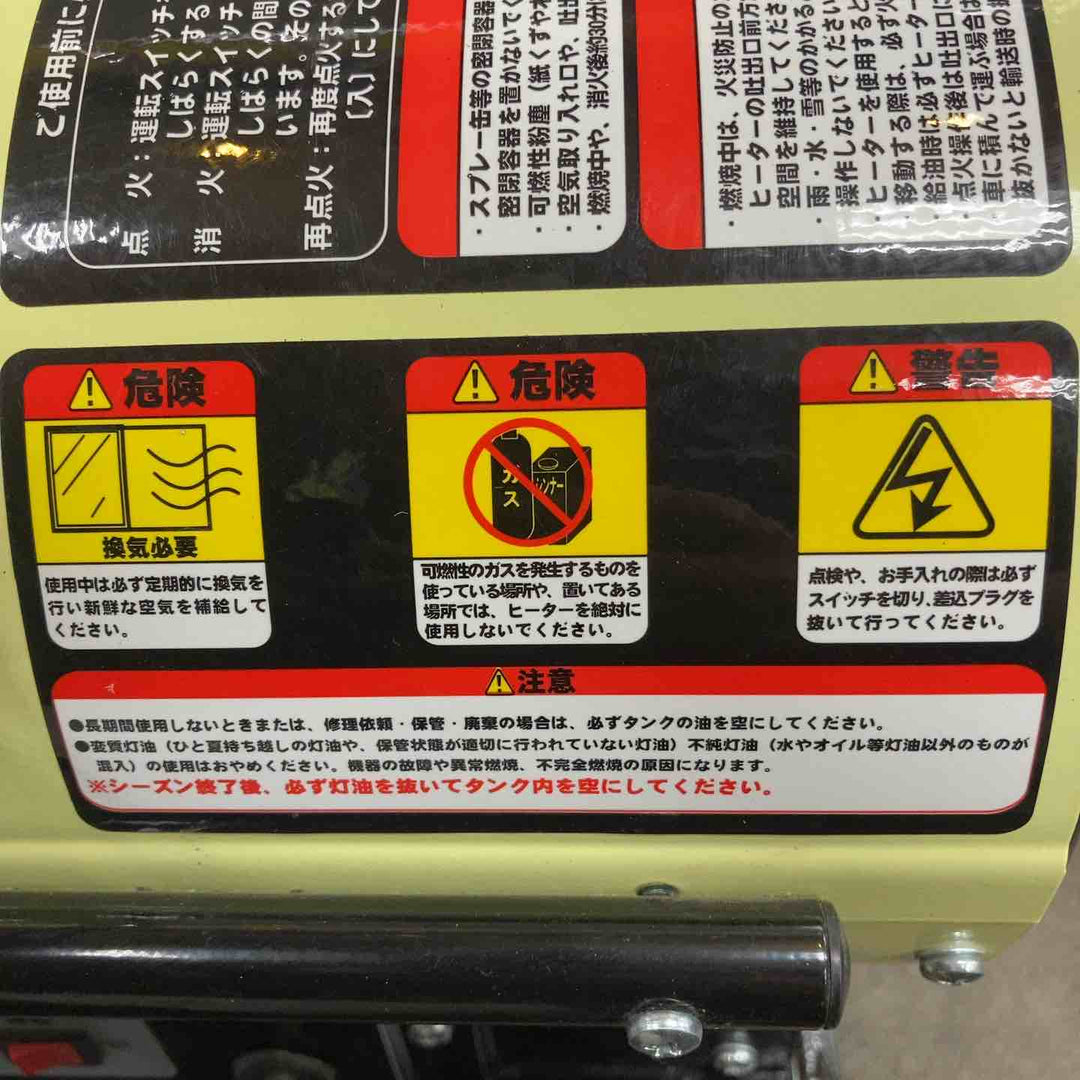 ご使用前に
点　火：運転スイッチ
しばらくする
消　火：運転スイッチ
しばらくの間
います。
再点火：再度点火する
〔入〕にして
・スプレー缶等の密閉容器
密閉容器を置かないで
・可燃性粉塵（紙くずや
・空気取り入れ口や、吐出
・燃焼中や、消火後約30分
・燃焼中は、火災防止の
ヒーターの吐出口前方
空間を維持してくださ
・雨・水・雪等のかかる
操作しないでください
・ヒーターを使用すると
・移動する際は、必ず火
・給油時は必ずヒーター
・点火操作後は吐出口に
・車に積んで運ぶ場合は
抜かないと輸送時の
危険
換気必要
使用中は必ず定期的に換気を
行い新鮮な空気を補給して
ください。
危険
ガス
シンナー
可燃性のガスを発生するものを
使っている場所や、置いてある
場所では、ヒーターを絶対に
使用しないでください。
警告
点検や、お手入れの際は必ず
スイッチを切り、差込プラグを
抜いて行ってください。
注意
●長期間使用しないときまたは、修理依頼・保管・廃棄の場合は、必ずタンクの油を空にしてください。
●変質灯油（ひと夏持ち越しの灯油や、保管状態が適切に行われていない灯油）不純灯油（水やオイル等灯油以外のものが
混入）の使用はおやめください。機器の故障や異常燃焼、不完全燃焼の原因になります。
※シーズン終了後、必ず灯油を抜いてタンク内を空にしてください。